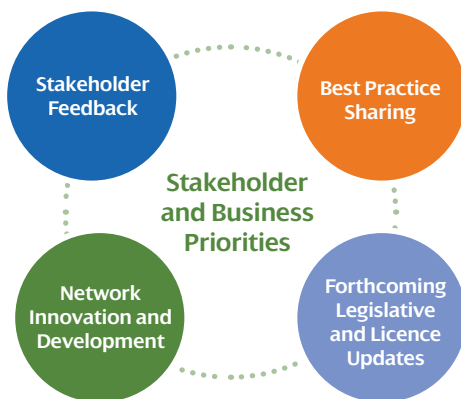 Stakeholder
Feedback
Best Practice
Sharing
Stakeholder
and Business
Priorities
Network
Innovation and
Development
Forthcoming
Legislative
and Licence
Updates